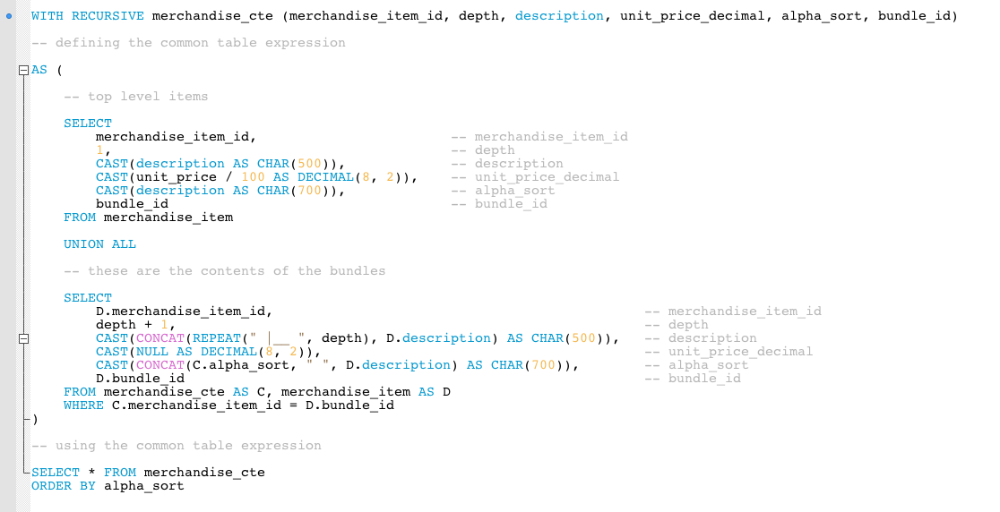 WITH RECURSIVE merchandise_cte (merchandise_item_id, depth, description, unit_price_decimal, alpha_sort, bundle_id)
-- defining the common table expression
AS (
-- top level items
SELECT
merchandise_item_id, -- merchandise_item_id
1, -- depth
CAST(description AS CHAR(500)), -- description
CAST(unit_price / 100 AS DECIMAL(8, 2)), -- unit_price_decimal
CAST(description AS CHAR(700)), -- alpha_sort
bundle_id -- bundle_id
FROM merchandise_item
UNION ALL
-- these are the contents of the bundles
SELECT
D.merchandise_item_id, -- merchandise_item_id
depth + 1, -- depth
CAST(CONCAT(REPEAT(" |__ ", depth), D.description) AS CHAR(500)), -- description
CAST(NULL AS DECIMAL(8, 2)), -- unit_price_decimal
CAST(CONCAT(C.alpha_sort, " ", D.description) AS CHAR(700)), -- alpha_sort
D.bundle_id -- bundle_id
FROM merchandise_cte AS C, merchandise_item AS D
WHERE C.merchandise_item_id = D.bundle_id
)
-- using the common table expression
SELECT * FROM merchandise_cte
ORDER BY alpha_sort